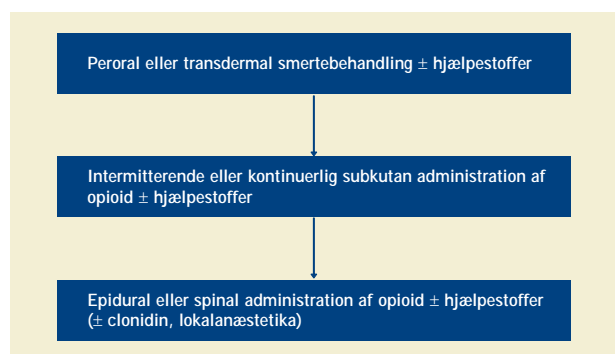 Peroral eller transdermal smertebehandling ± hjælpestoffer
Intermitterende eller kontinuerlig subkutan administration af
opioid ± hjælpestoffer
Epidural eller spinal administration af opioid ± hjælpestoffer
(± clonidin, lokalanæstetika)